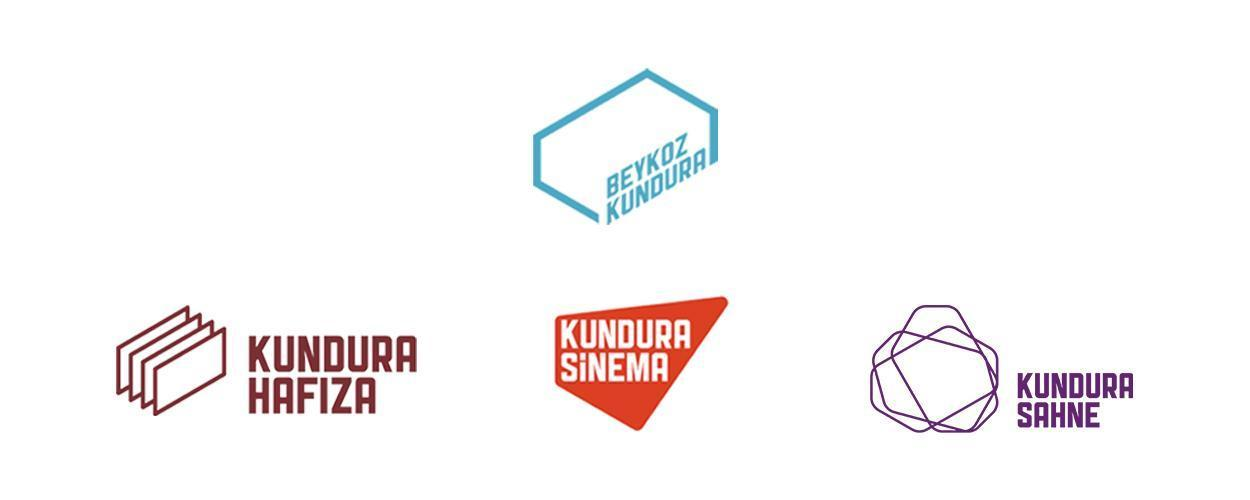 BEYKOZ
KUNDURA
KUNDURA
HAFIZA
KUNDURA
SiNEMA
KUNDURA
SAHNE